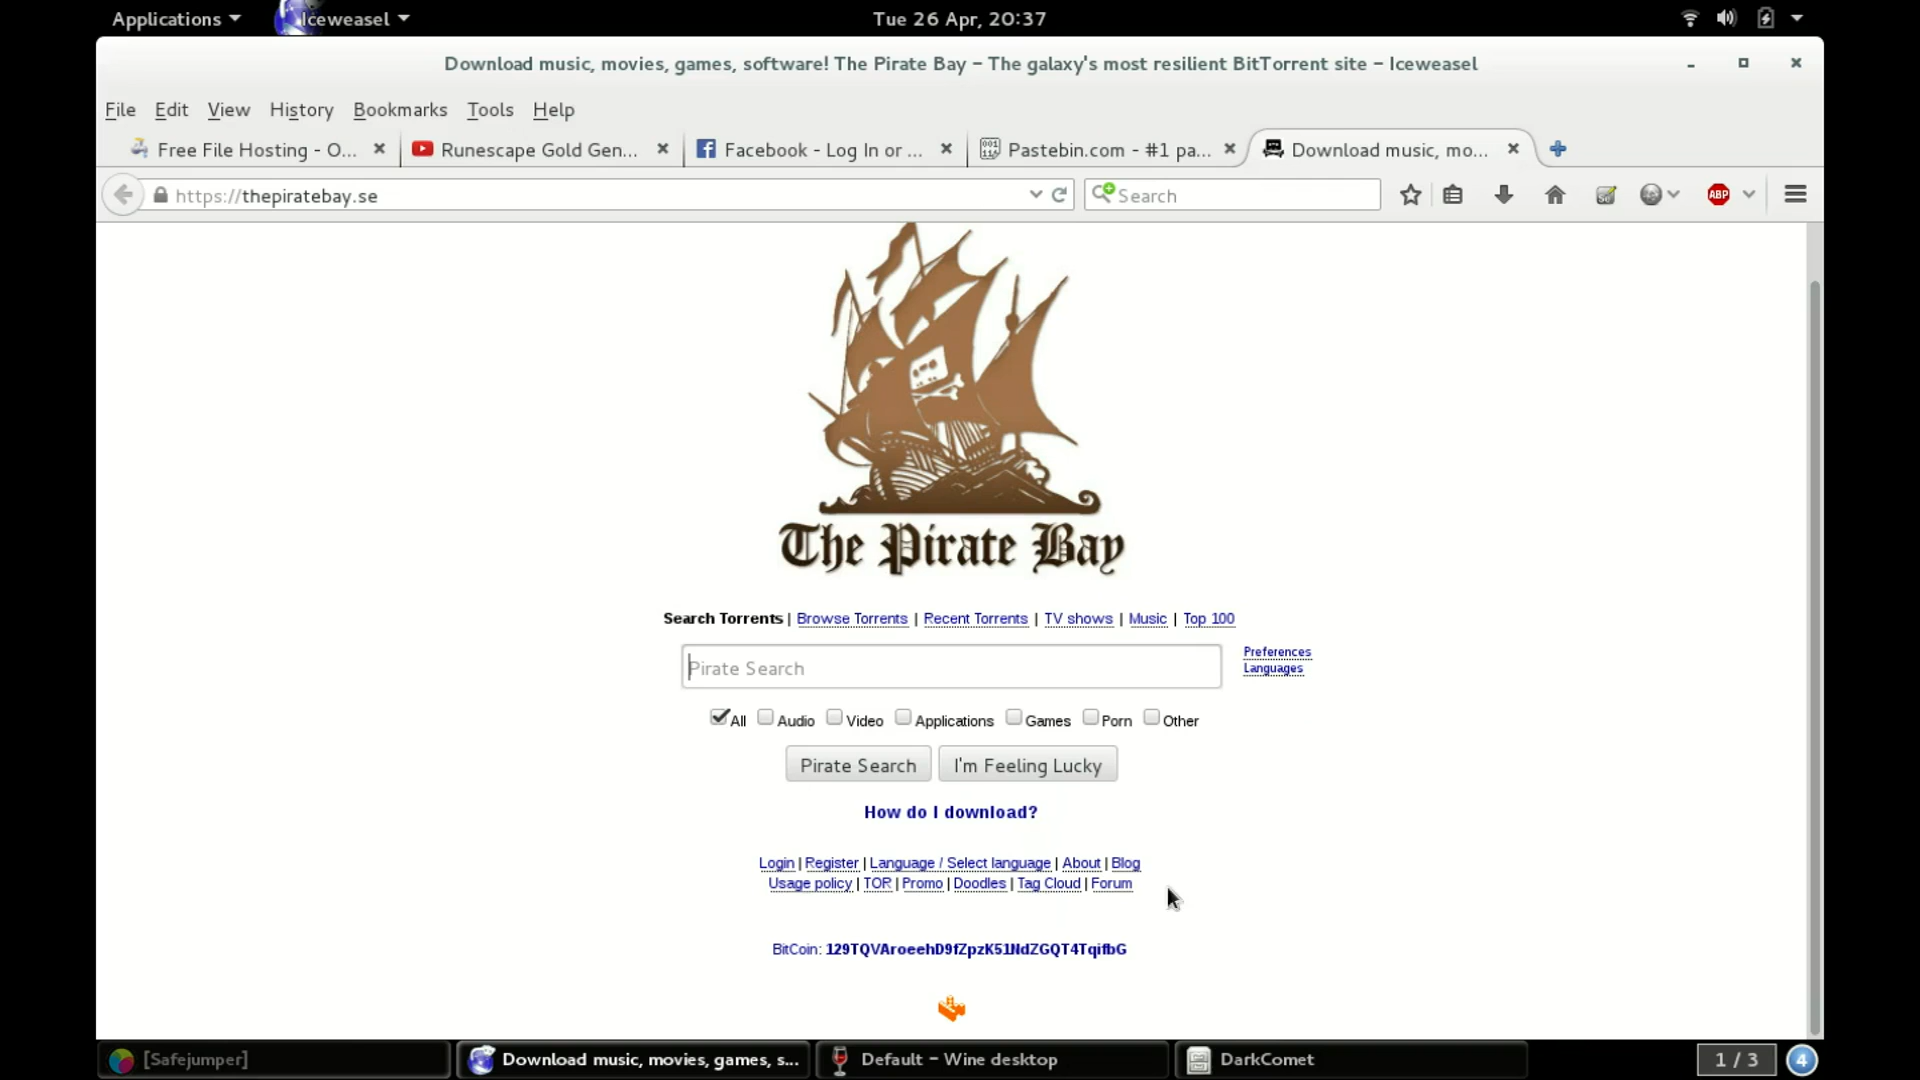 Applications Iceweasel Tue 26 Apr, 20:37
Download music, movies, games, software! The Pirate Bay – The galaxy's most resilient BitTorrent site – Iceweasel
File Edit View History Bookmarks Tools Help
Free File Hosting - O... Runescape Gold Gen... Facebook - Log In or ... Pastebin.com - #1 pa... Download music, mo...
https://thepiratebay.se Search ABP
The Pirate Bay
Search Torrents | Browse Torrents | Recent Torrents | TV shows | Music | Top 100
Pirate Search
Preferences
Languages
All Audio Video Applications Games Porn Other
Pirate Search I'm Feeling Lucky
How do I download?
Login | Register | Language / Select language | About | Blog
Usage policy | TOR | Promo | Doodles | Tag Cloud | Forum
BitCoin: 129TQVAroeehD9fZpzK51NdZGQT4TqifbG
[Safejumper] Download music, movies, games, s... Default – Wine desktop DarkComet 1 / 3 4